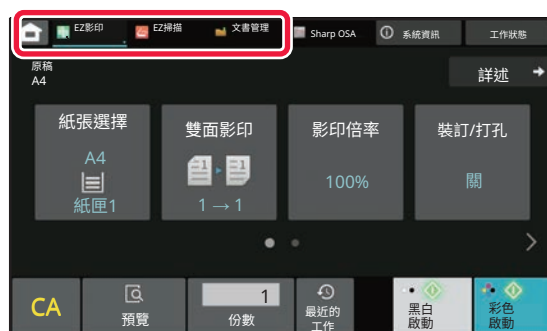 EZ影印
EZ掃描
文書管理
Sharp OSA
系統資訊
工作狀態
原稿
A4
詳述
紙張選擇
A4
紙匣1
雙面影印
1 → 1
影印倍率
100%
裝訂/打孔
關
CA
預覽
1
份數
最近的
工作
黑白
啟動
彩色
啟動